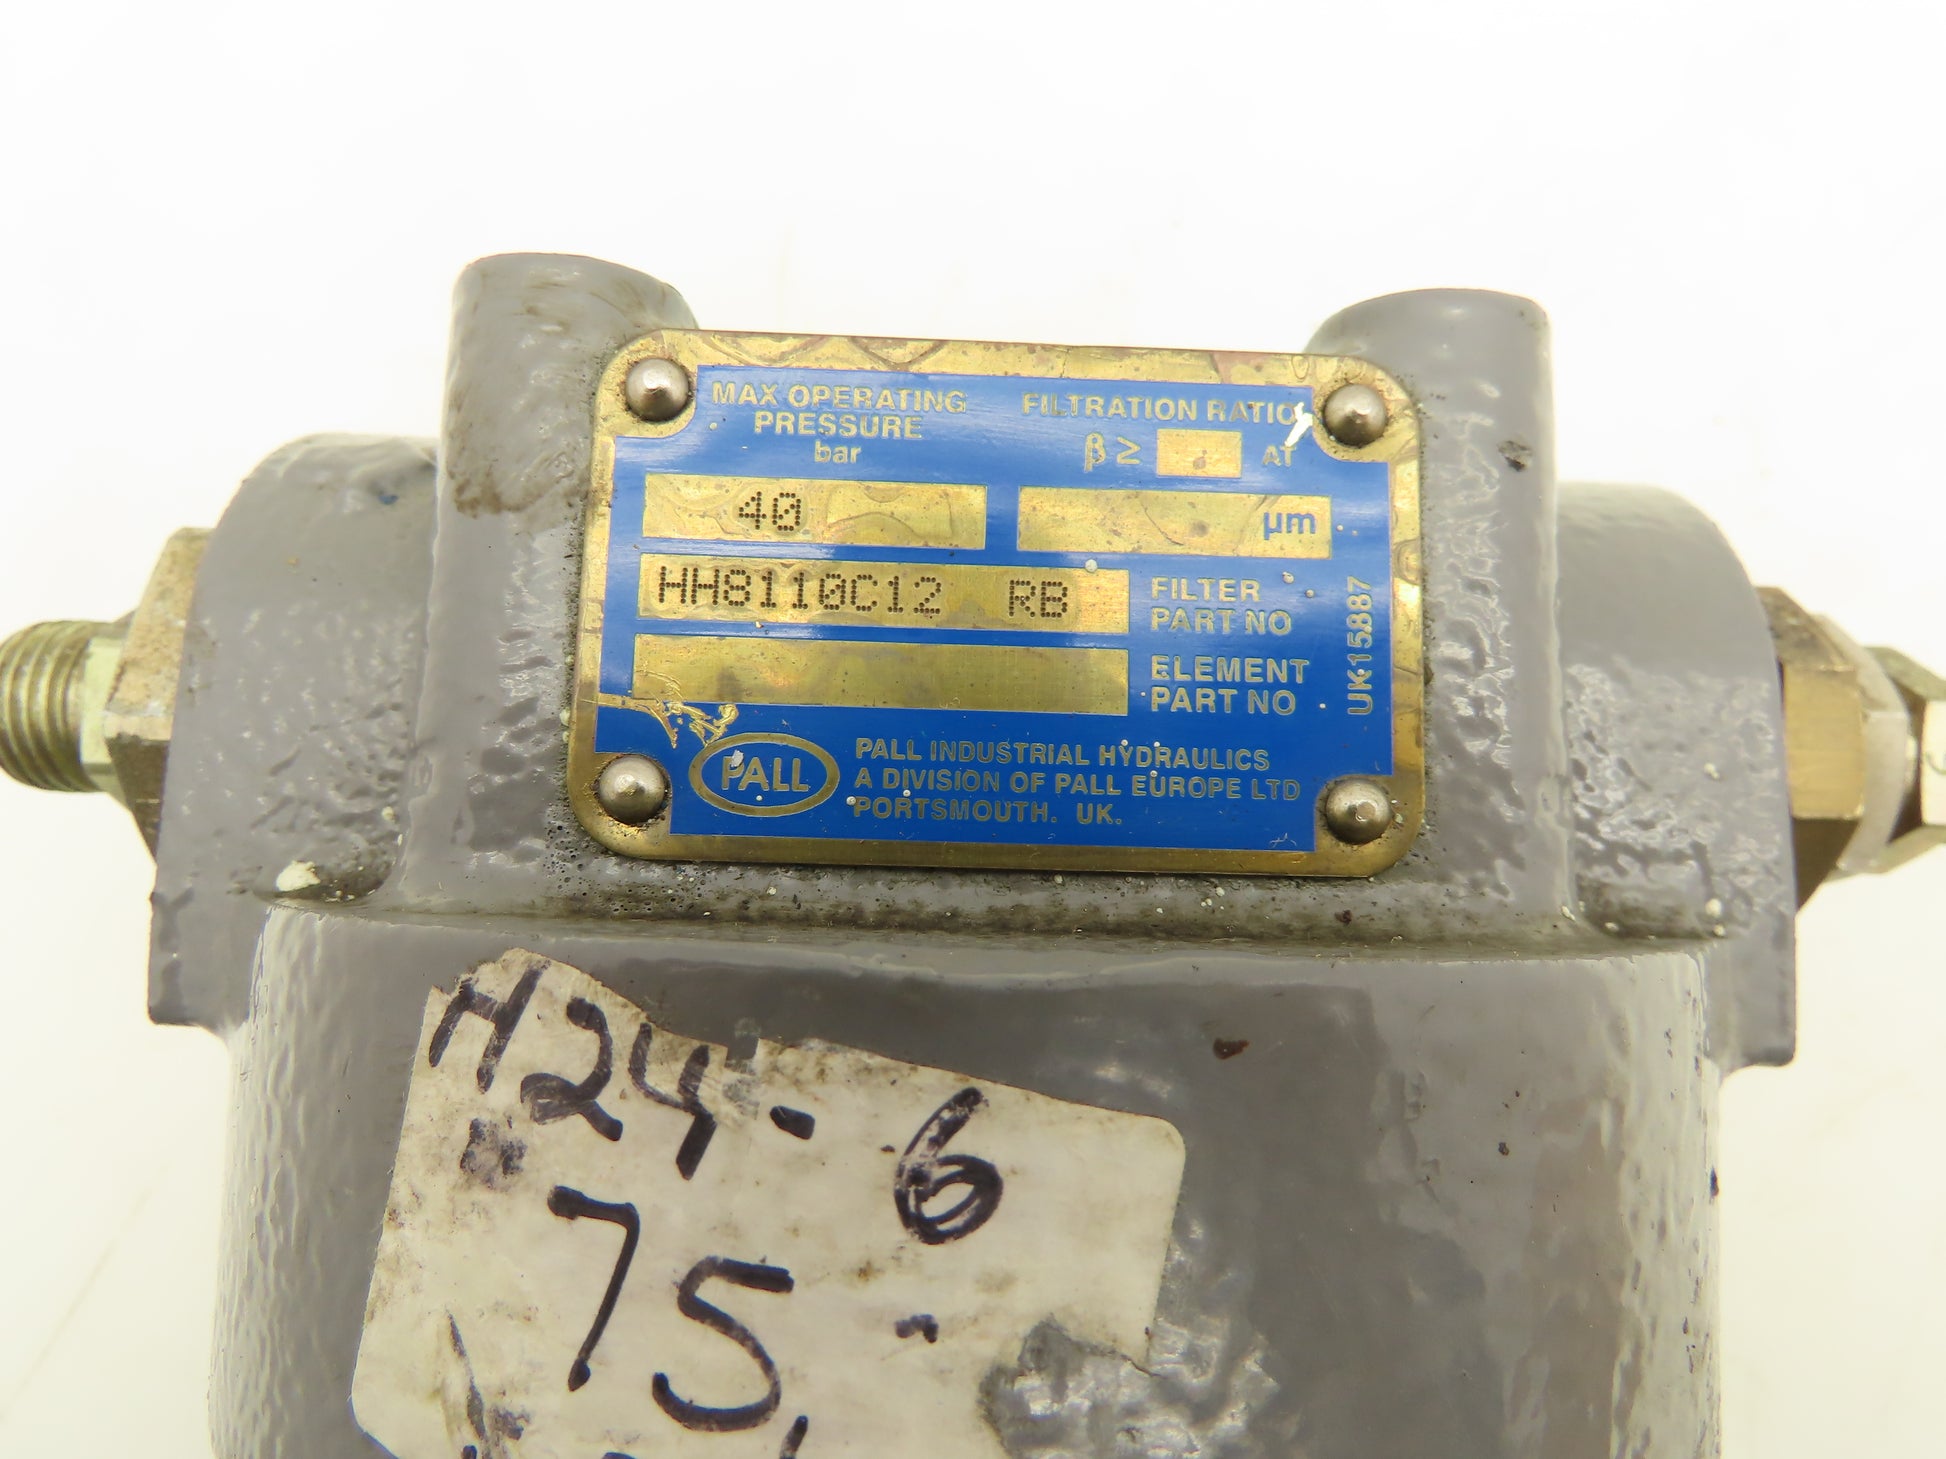 MAX OPERATING
PRESSURE
bar
FILTRATION RATIO
β ≥ AT
40
µm
HH8110C12 RB
FILTER
PART NO
ELEMENT
PART NO
UK15887
PALL
PALL INDUSTRIAL HYDRAULICS
A DIVISION OF PALL EUROPE LTD
PORTSMOUTH. UK.
H24-6
75